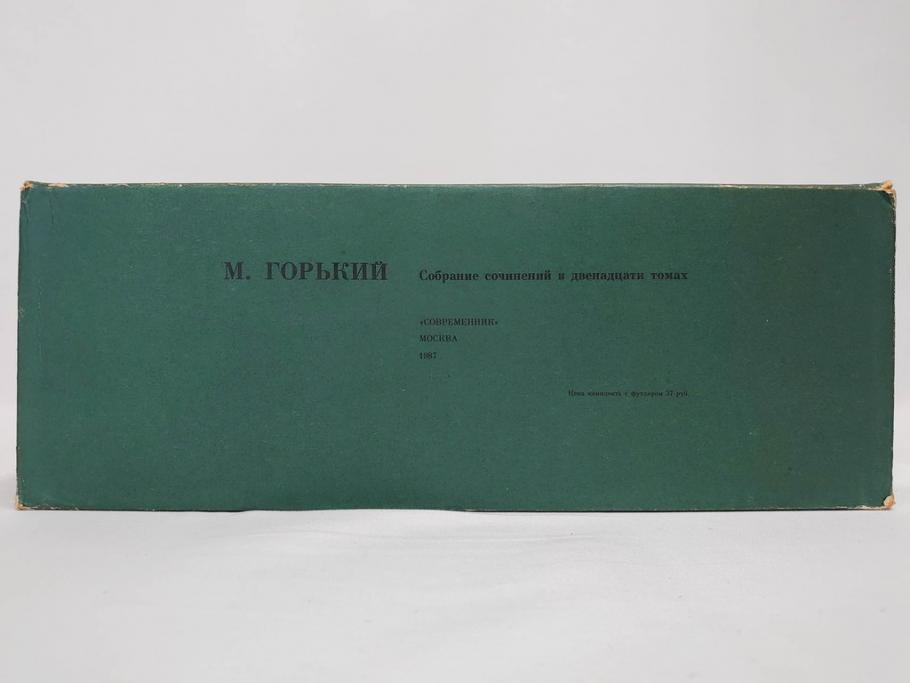 М. ГОРЬКИЙ Собрание сочинений в двенадцати томах
«СОВРЕМЕННИК»
МОСКВА
1987
Цена комплекта с футляром 37 руб.